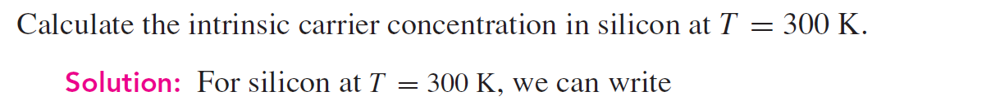 Calculate the intrinsic carrier concentration in silicon at T = 300 K.
Solution: For silicon at T = 300 K, we can write